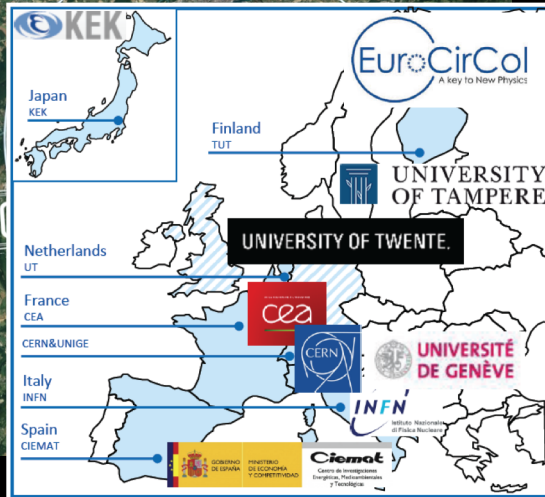 KEK
EuroCirCol
A key to New Physics
Japan
KEK
Finland
TUT
UNIVERSITY
OF TAMPERE
UNIVERSITY OF TWENTE.
Netherlands
UT
France
CEA
cea
CERN&UNIGE
CERN
UNIVERSITÉ
DE GENÈVE
Italy
INFN
INFN
Istituto Nazionale
di Fisica Nucleare
Spain
CIEMAT
GOBIERNO
DE ESPAÑA
MINISTERIO
DE ECONOMÍA
Y COMPETITIVIDAD
Ciemat
Centro de Investigaciones
Energéticas, Medioambientales
y Tecnológicas